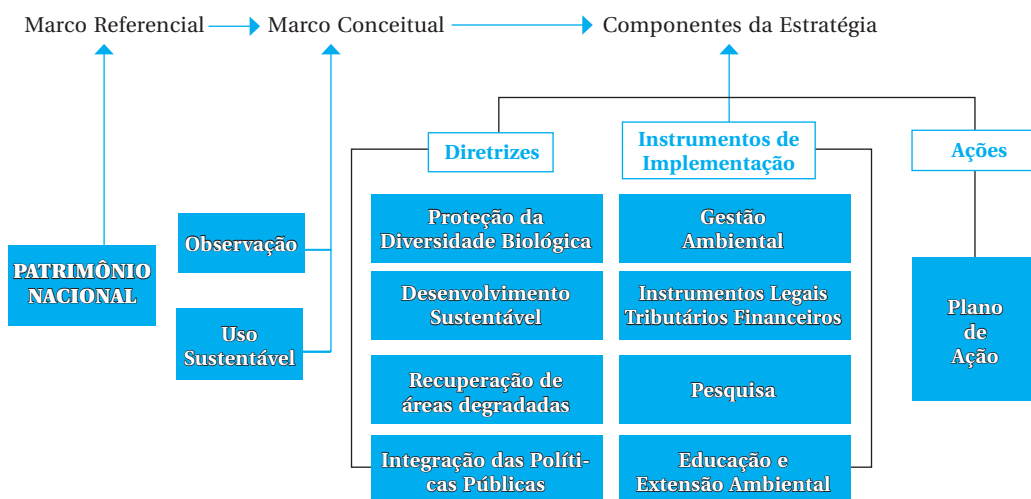 Marco Referencial
Marco Conceitual
Componentes da Estratégia
Diretrizes
Instrumentos de
Implementação
Ações
PATRIMÔNIO
NACIONAL
Observação
Uso
Sustentável
Proteção da
Diversidade Biológica
Desenvolvimento
Sustentável
Recuperação de
áreas degradadas
Integração das Políti-
cas Públicas
Gestão
Ambiental
Instrumentos Legais
Tributários Financeiros
Pesquisa
Educação e
Extensão Ambiental
Plano
de
Ação